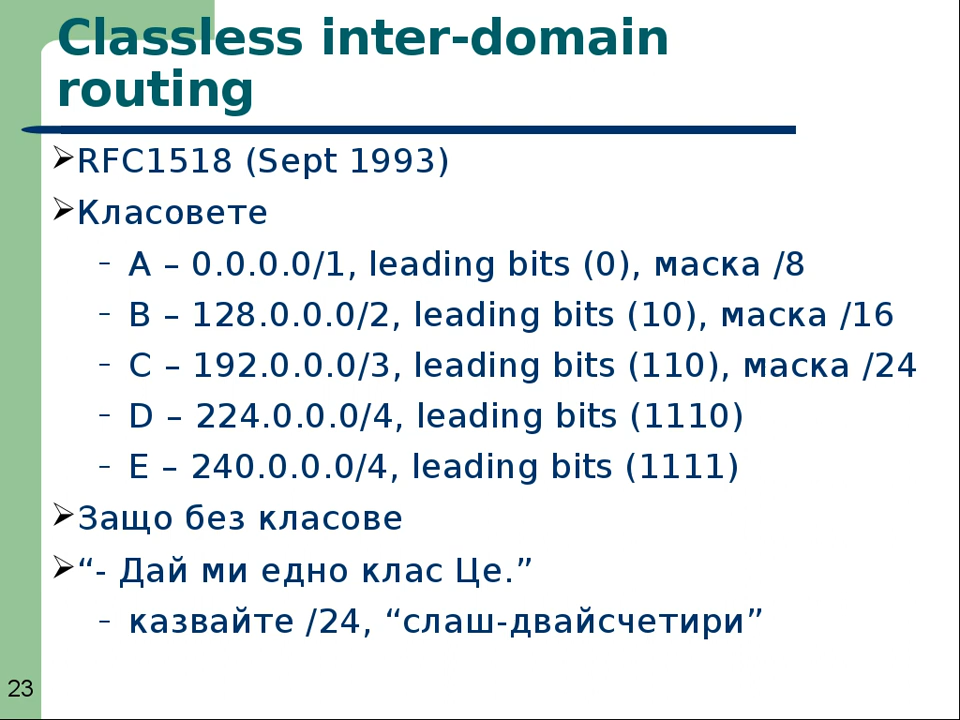 Classless inter-domain
routing
➢RFC1518 (Sept 1993)
➢Класовете
– A – 0.0.0.0/1, leading bits (0), маска /8
– B – 128.0.0.0/2, leading bits (10), маска /16
– C – 192.0.0.0/3, leading bits (110), маска /24
– D – 224.0.0.0/4, leading bits (1110)
– E – 240.0.0.0/4, leading bits (1111)
➢Защо без класове
➢“- Дай ми едно клас Це.”
– казвайте /24, “слаш-двайсчетири”
23